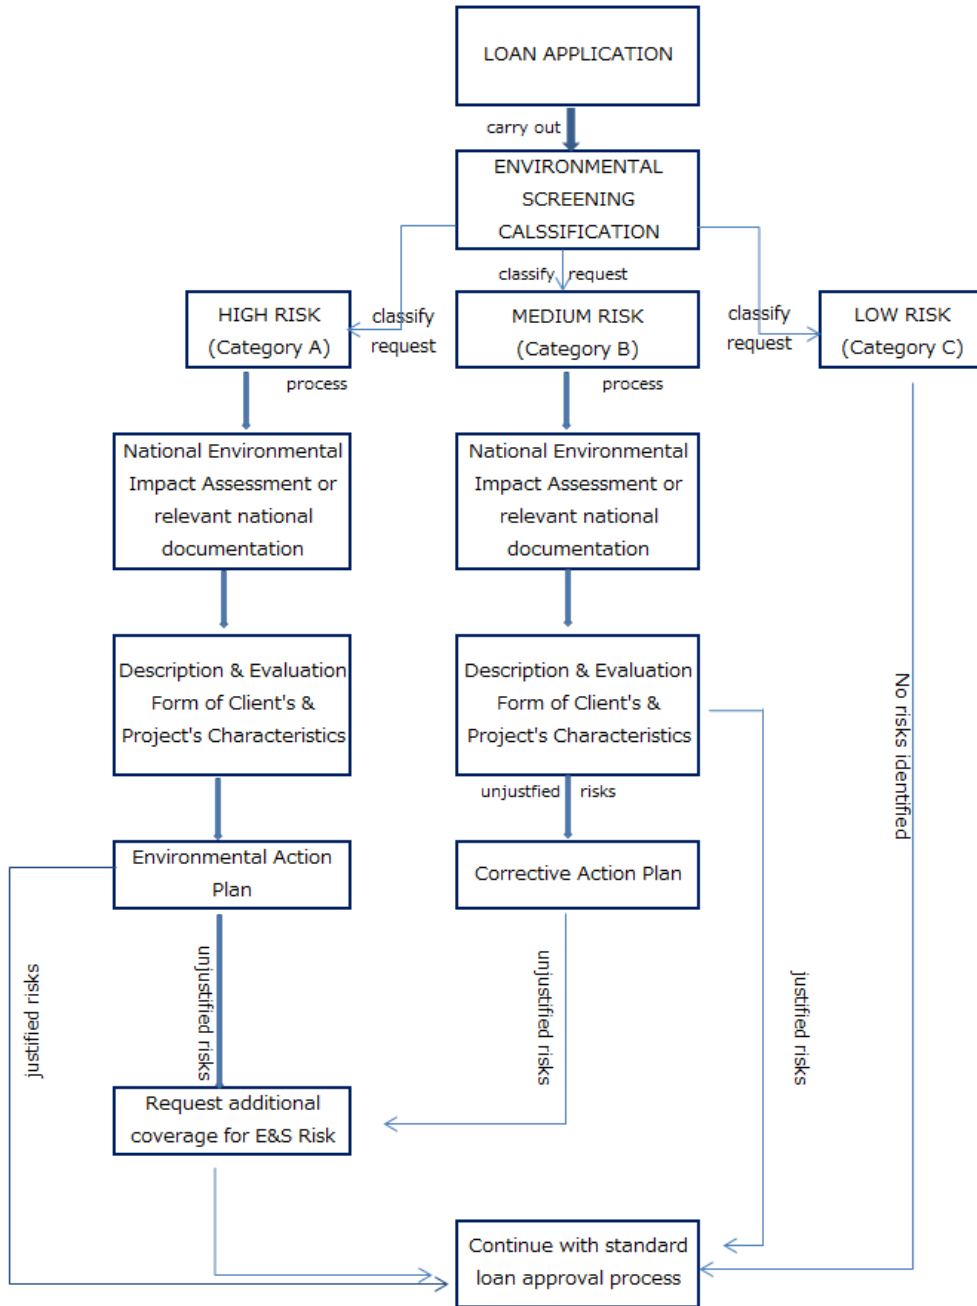 LOAN APPLICATION
carry out
ENVIRONMENTAL
SCREENING
CALSSIFICATION
classify request
HIGH RISK
(Category A)
classify
request
MEDIUM RISK
(Category B)
classify
request
LOW RISK
(Category C)
process
process
National Environmental
Impact Assessment or
relevant national
documentation
National Environmental
Impact Assessment or
relevant national
documentation
Description & Evaluation
Form of Client's &
Project's Characteristics
Description & Evaluation
Form of Client's &
Project's Characteristics
No risks identified
unjustfied risks
Environmental Action
Plan
Corrective Action Plan
justified risks
unjustified risks
unjustified risks
justified risks
Request additional
coverage for E&S Risk
Continue with standard
loan approval process